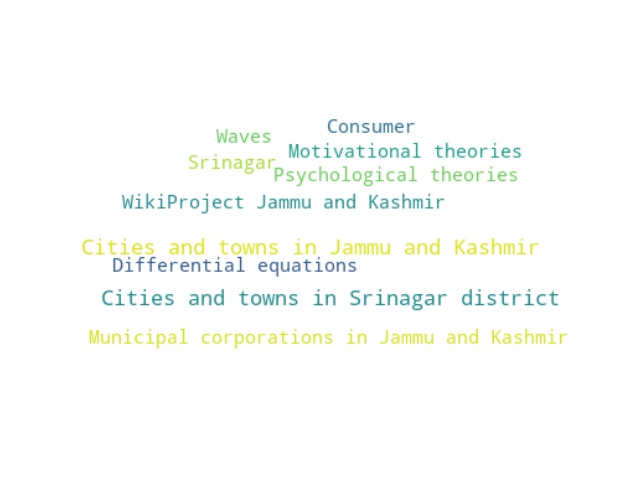 Consumer
Waves
Motivational theories
Srinagar
Psychological theories
WikiProject Jammu and Kashmir
Cities and towns in Jammu and Kashmir
Differential equations
Cities and towns in Srinagar district
Municipal corporations in Jammu and Kashmir